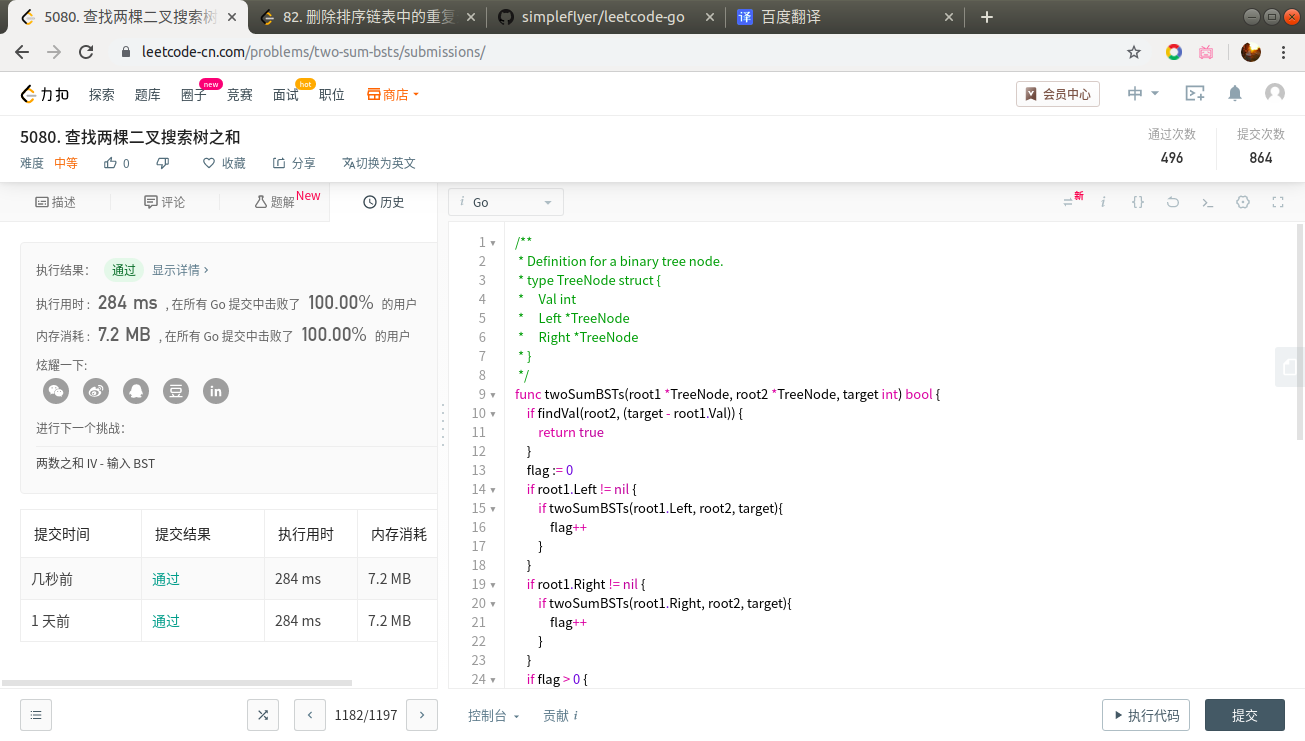 5080. 查找两棵二叉搜索树
82. 删除排序链表中的重复
simpleflyer/leetcode-go
译 百度翻译
leetcode-cn.com/problems/two-sum-bsts/submissions/
力扣 探索 题库 圈子 new 竞赛 面试 hot 职位 商店 会员中心 中
5080. 查找两棵二叉搜索树之和
通过次数 提交次数
496 864
难度 中等 0 收藏 分享 切换为英文
描述 评论 题解 New 历史
i Go
新
执行结果: 通过 显示详情 ›
执行用时 : 284 ms , 在所有 Go 提交中击败了 100.00% 的用户
内存消耗 : 7.2 MB , 在所有 Go 提交中击败了 100.00% 的用户
炫耀一下:
豆 in
进行下一个挑战:
两数之和 IV - 输入 BST
提交时间 提交结果 执行用时 内存消耗
几秒前 通过 284 ms 7.2 MB
1 天前 通过 284 ms 7.2 MB
1 /**
2 * Definition for a binary tree node.
3 * type TreeNode struct {
4 * Val int
5 * Left *TreeNode
6 * Right *TreeNode
7 * }
8 */
9 func twoSumBSTs(root1 *TreeNode, root2 *TreeNode, target int) bool {
10 if findVal(root2, (target - root1.Val)) {
11 return true
12 }
13 flag := 0
14 if root1.Left != nil {
15 if twoSumBSTs(root1.Left, root2, target){
16 flag++
17 }
18 }
19 if root1.Right != nil {
20 if twoSumBSTs(root1.Right, root2, target){
21 flag++
22 }
23 }
24 if flag > 0 {
1182/1197
控制台 贡献 i
执行代码 提交